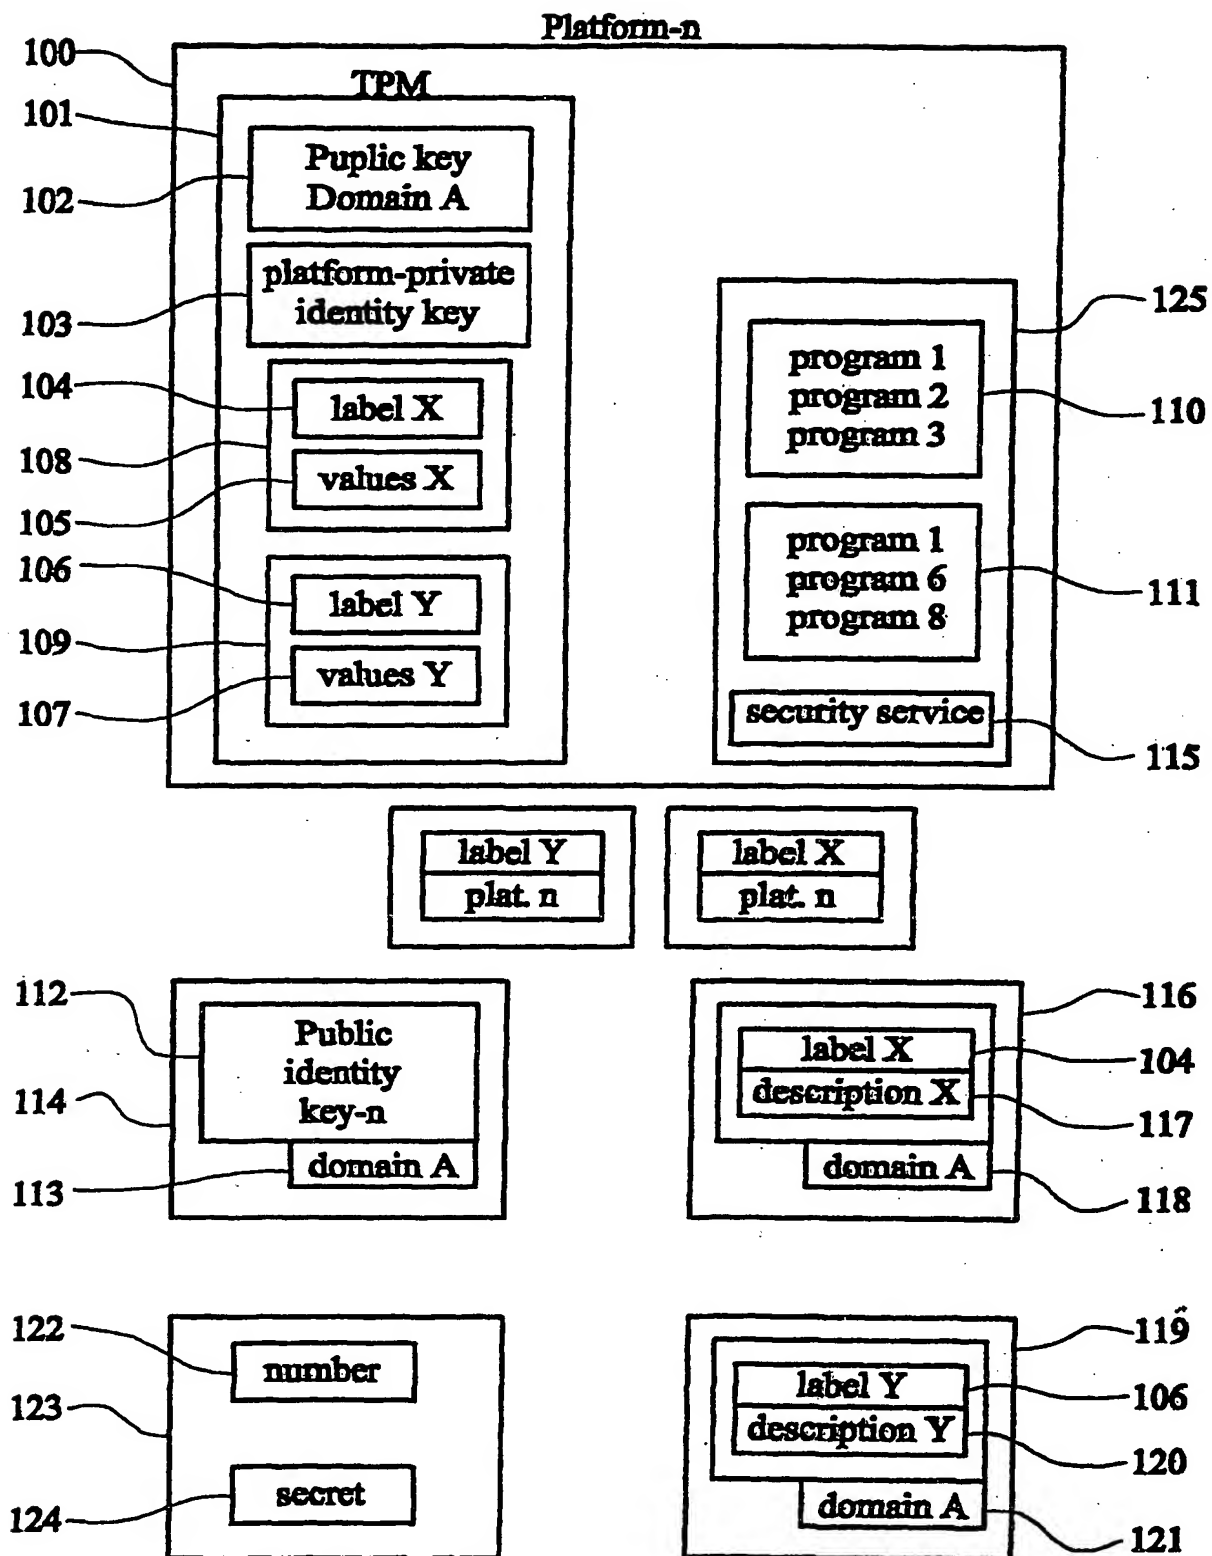 Platform-n
100
TPM
101
Puplic key
Domain A
102
platform-private
identity key
103
104
label X
108
values X
105
106
label Y
109
values Y
107
125
program 1
program 2
program 3
110
program 1
program 6
program 8
111
security service
115
label Y
plat. n
label X
plat. n
112
Public
identity
key-n
114
domain A
113
116
label X
104
description X
117
domain A
118
122
number
123
secret
124
119
label Y
106
description Y
120
domain A
121